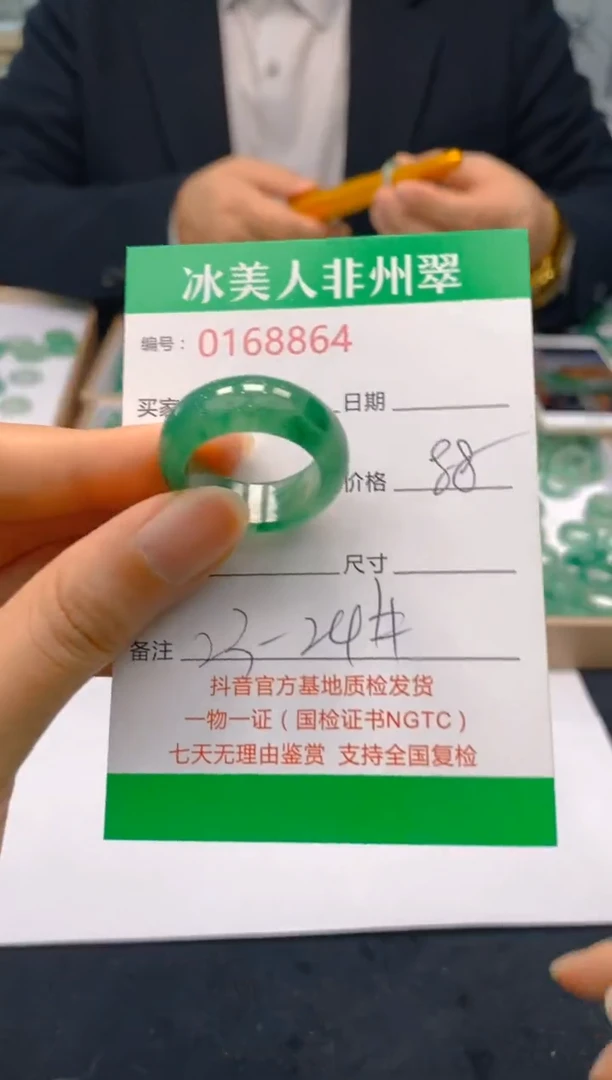 冰美人非州翠
编号：0168864
买家 日期
价格 88
尺寸
备注 23-24#
抖音官方基地质检发货
一物一证（国检证书NGTC）
七天无理由鉴赏 支持全国复检